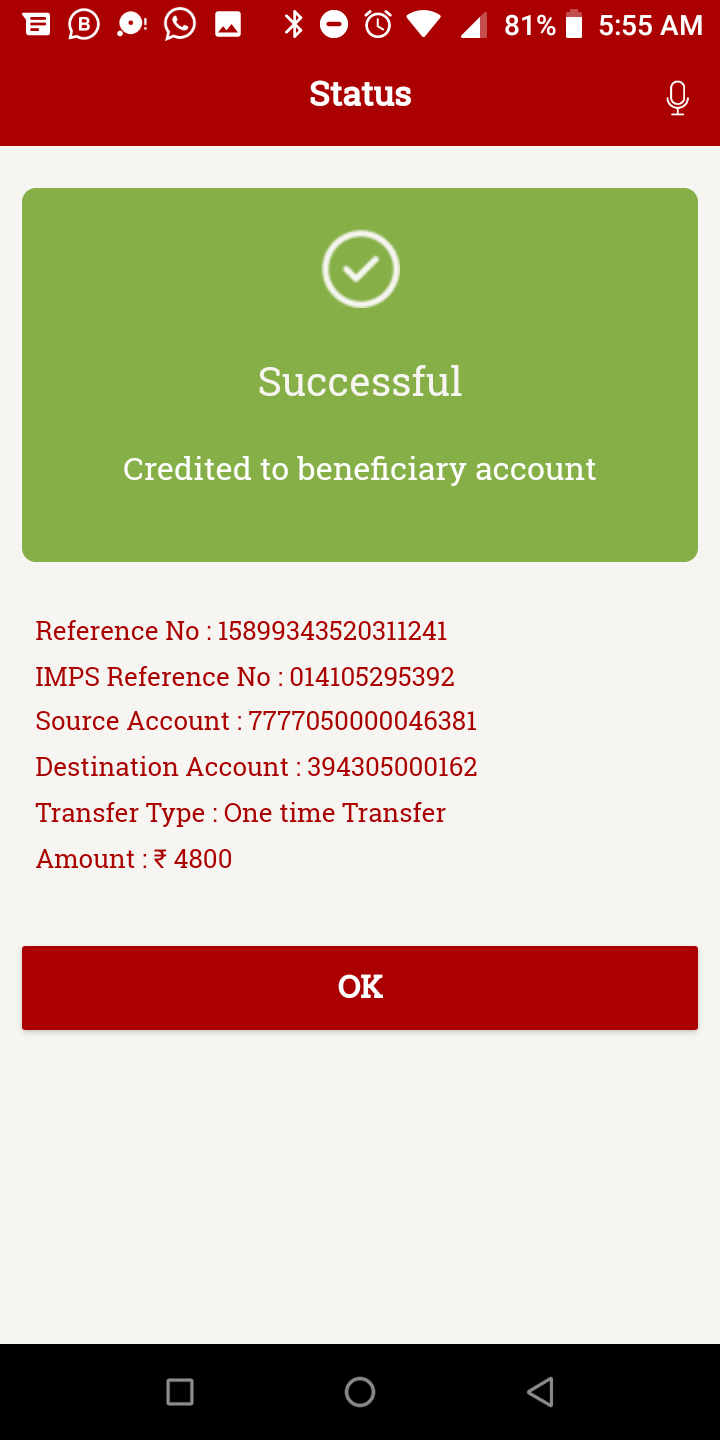 81% 5:55 AM
Status
Successful
Credited to beneficiary account
Reference No : 15899343520311241
IMPS Reference No : 014105295392
Source Account : 7777050000046381
Destination Account : 394305000162
Transfer Type : One time Transfer
Amount : ₹ 4800
OK